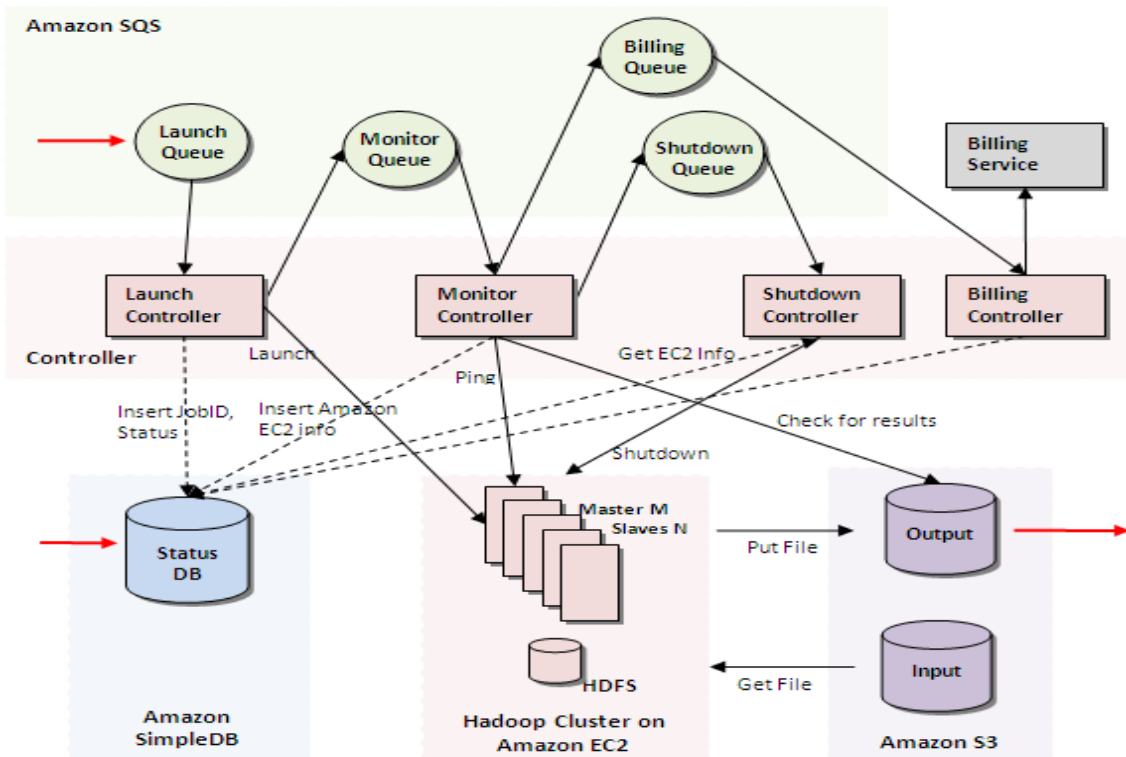 Amazon SQS
Billing
Queue
Launch
Queue
Monitor
Queue
Shutdown
Queue
Billing
Service
Launch
Controller
Monitor
Controller
Shutdown
Controller
Billing
Controller
Controller
Launch
Get EC2 Info
Ping
Insert JobID,
Status
Insert Amazon
EC2 info
Check for results
Shutdown
Master M
Slaves N
Status
DB
Put File
Output
HDFS
Get File
Input
Amazon
SimpleDB
Hadoop Cluster on
Amazon EC2
Amazon S3